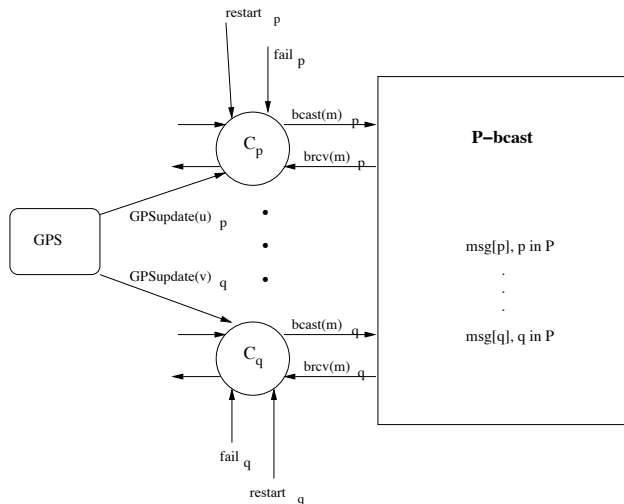 restart p
fail p
bcast(m) p
C p
P-bcast
brcv(m) p
GPSupdate(u) p
GPS
msg[p], p in P
.
.
.
GPSupdate(v) q
bcast(m) q
msg[q], q in P
C q
brcv(m) q
fail q
restart q